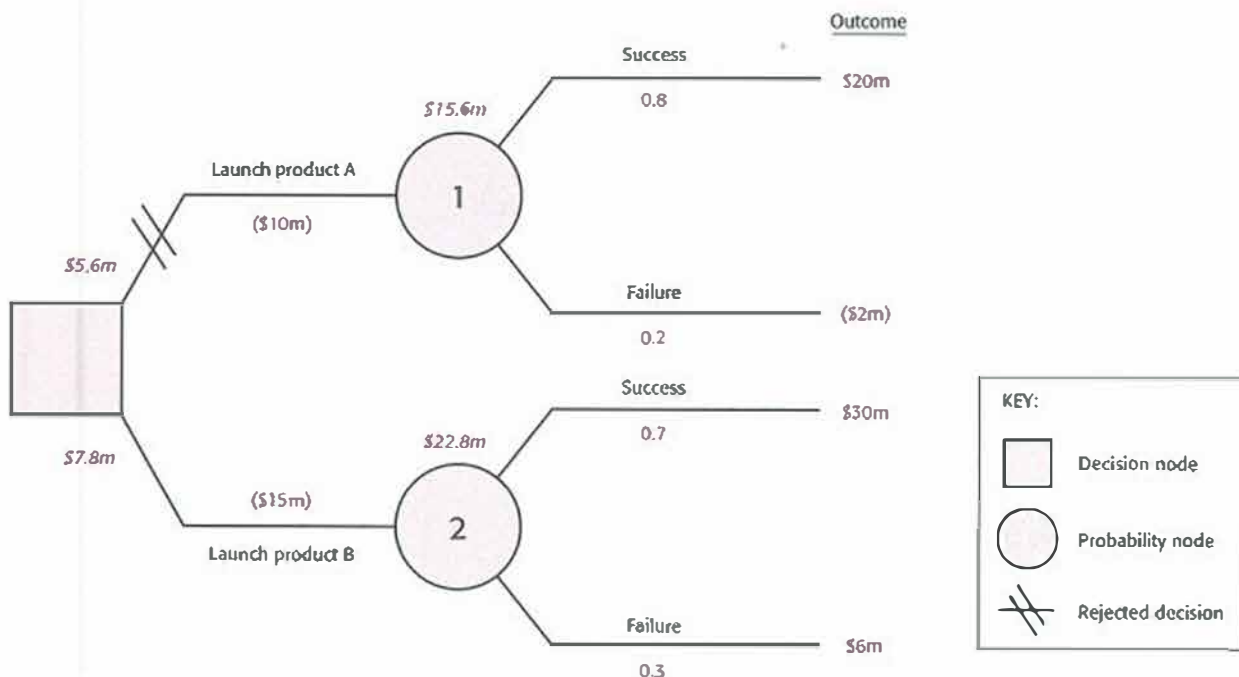 Outcome
Success
$20m
0.8
$15.6m
Launch product A
1
($10m)
$5.6m
Failure
($2m)
0.2
Success
$30m
0.7
$7.8m
$22.8m
($15m)
2
Launch product B
Failure
$6m
0.3
KEY:
Decision node
Probability node
Rejected decision